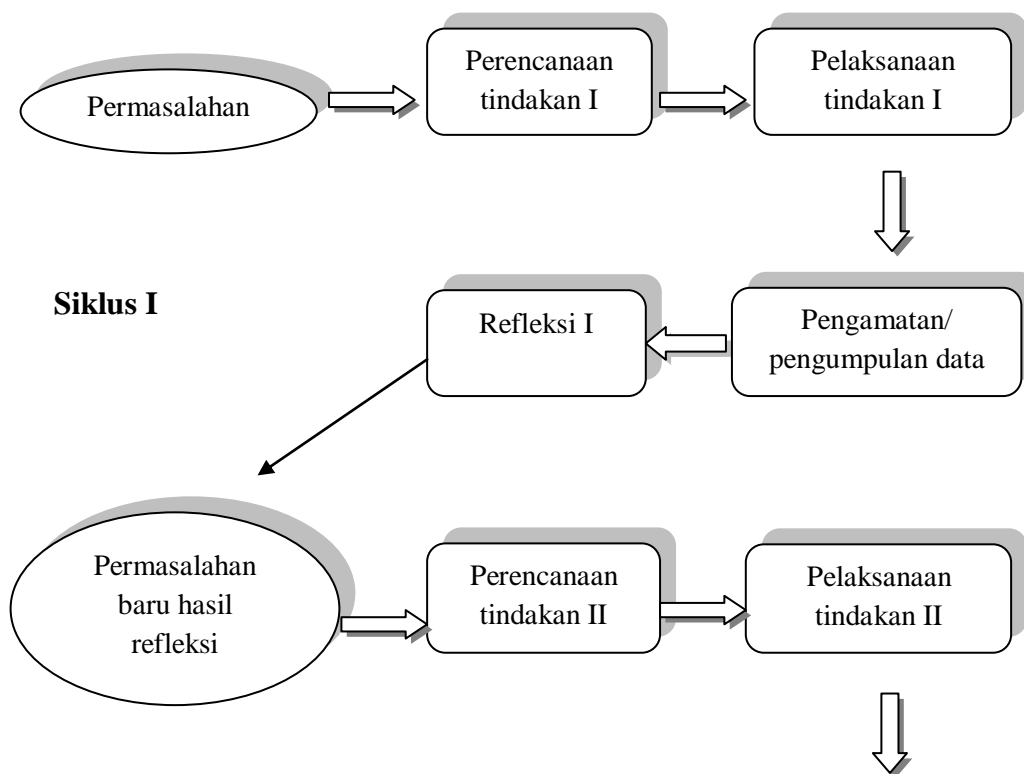 Permasalahan
Perencanaan
tindakan I
Pelaksanaan
tindakan I
Siklus I
Refleksi I
Pengamatan/
pengumpulan data
Permasalahan
baru hasil
refleksi
Perencanaan
tindakan II
Pelaksanaan
tindakan II